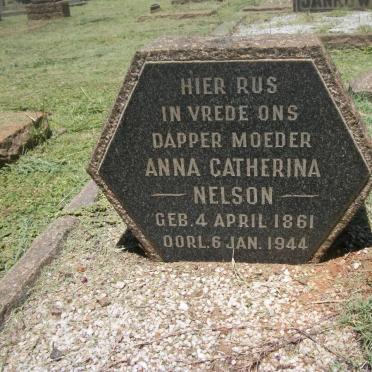 HIER RUS
IN VREDE ONS
DAPPER MOEDER
ANNA CATHERINA
— NELSON —
GEB. 4 APRIL 1861
OORL. 6 JAN. 1944